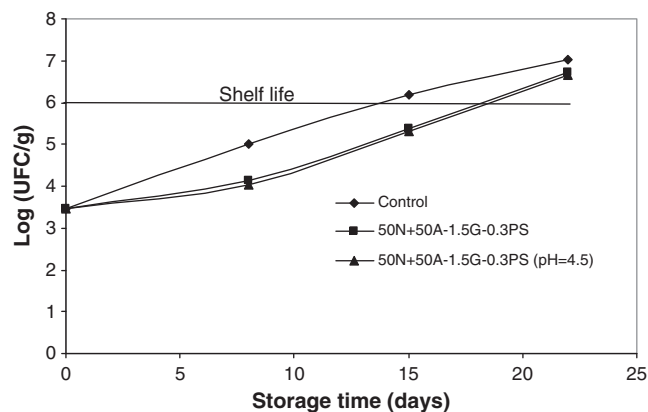 Log (UFC/g)
8
7
6
5
4
3
2
1
0
Shelf life
Control
50N+50A-1.5G-0.3PS
50N+50A-1.5G-0.3PS (pH=4.5)
0 5 10 15 20 25
Storage time (days)